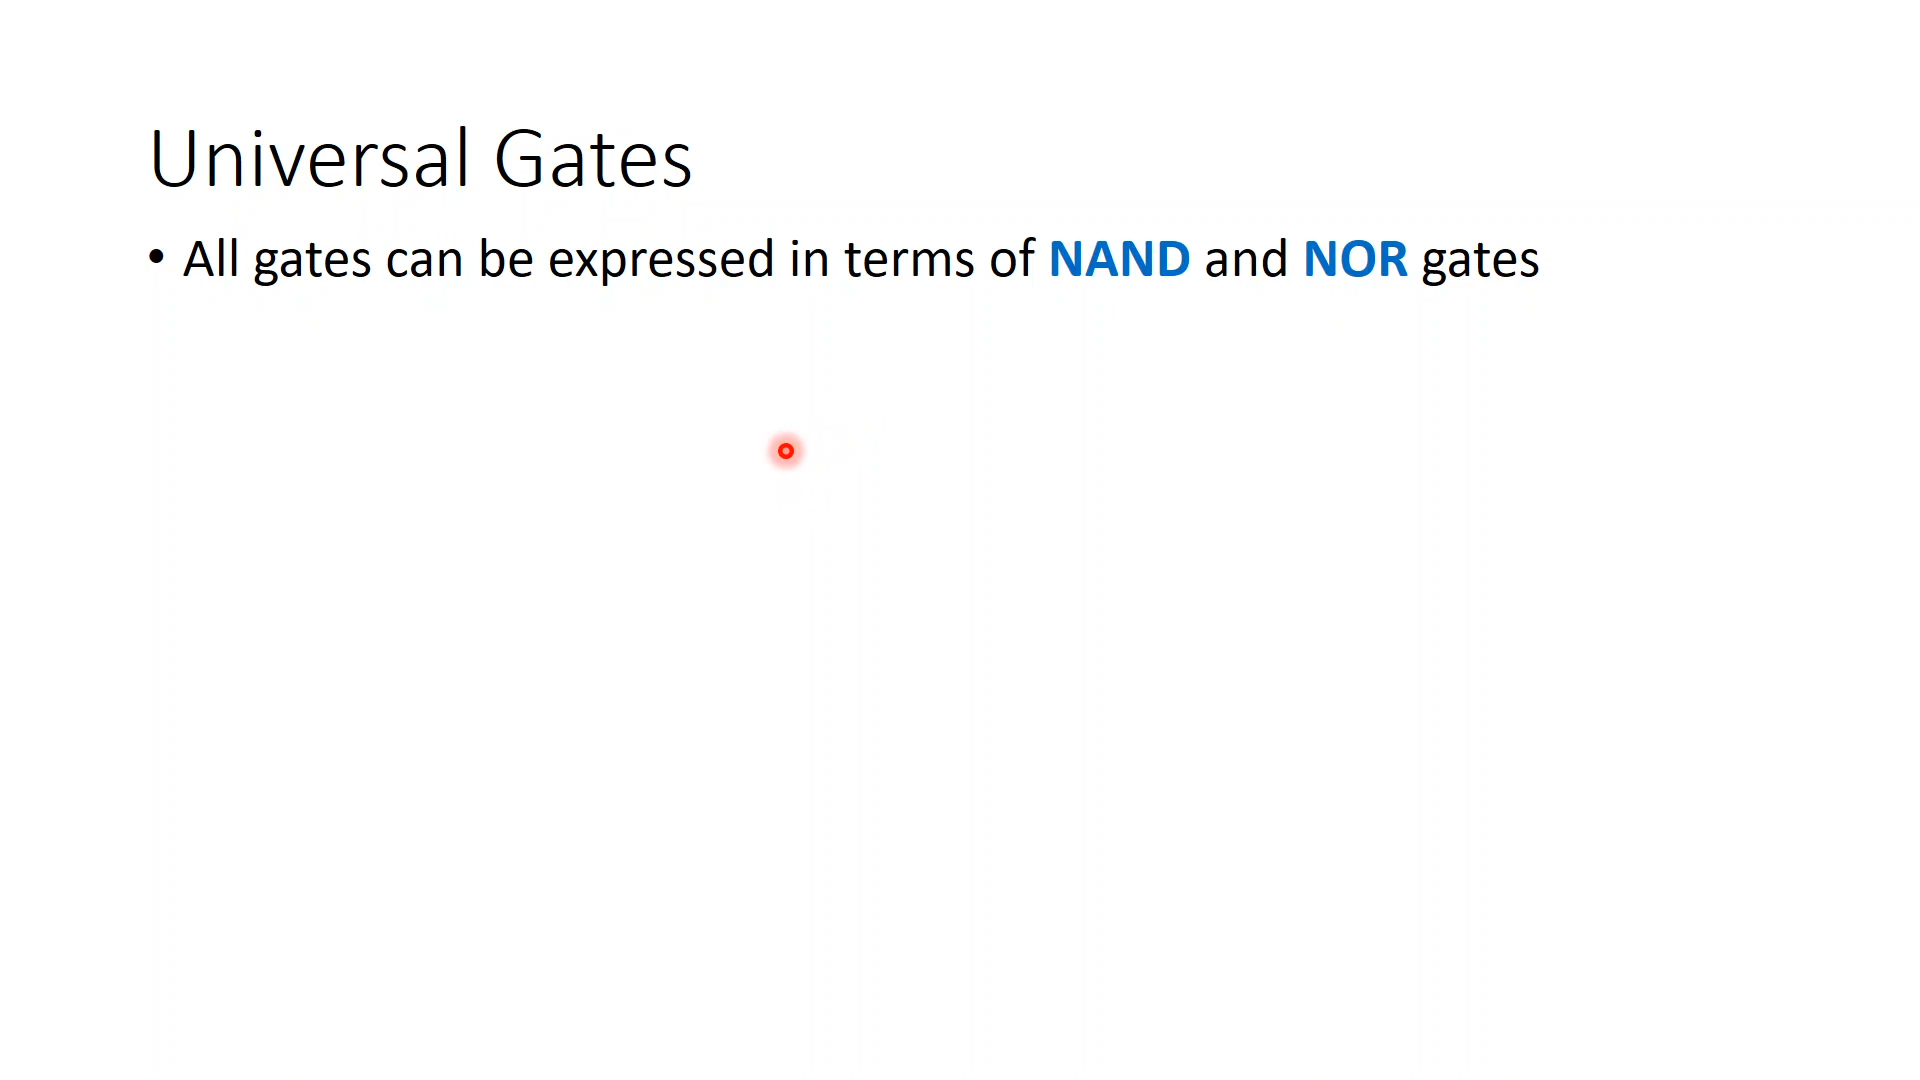 Universal Gates
• All gates can be expressed in terms of NAND and NOR gates